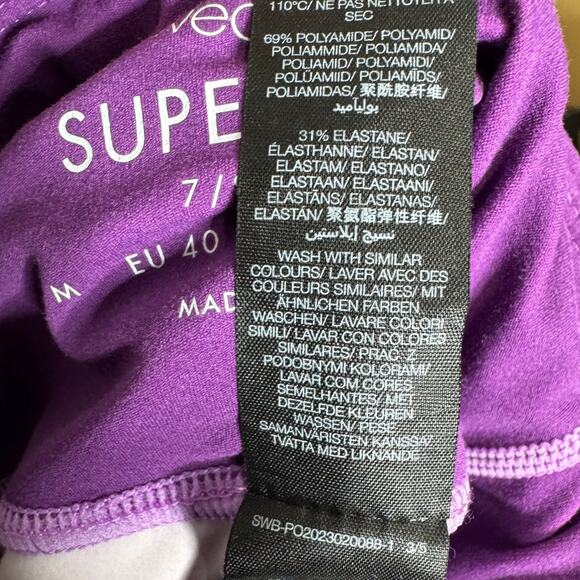 wea
SUPE
7/
M EU 40
MAD
110°C/ NE PAS NETTOYER À
SEC
69% POLYAMIDE/ POLYAMID/
POLIAMMIDE/ POLIAMIDA/
POLIAMID/ POLYAMIDI/
POLÜAMIID/ POLIAMĪDS/
POLIAMIDAS/ 聚酰胺纤维/
بوليأميد
31% ELASTANE/
ÉLASTHANNE/ ELASTAN/
ELASTAM/ ELASTANO/
ELASTAAN/ ELASTAANI/
ELASTĀNS/ ELASTANAS/
ELASTÁN/ 聚氨酯弹性纤维/
نسيج إيلاستين
WASH WITH SIMILAR
COLOURS/ LAVER AVEC DES
COULEURS SIMILAIRES/ MIT
ÄHNLICHEN FARBEN
WASCHEN/ LAVARE COLORI
SIMILI/ LAVAR CON COLORES
SIMILARES/ PRAĆ Z
PODOBNYMI KOLORAMI/
LAVAR COM CORES
SEMELHANTES/ MET
DEZELFDE KLEUREN
WASSEN/ PESE
SAMANVÄRISTEN KANSSA/
TVÄTTA MED LIKNANDE
SWB-PO2023020088-1 3/5